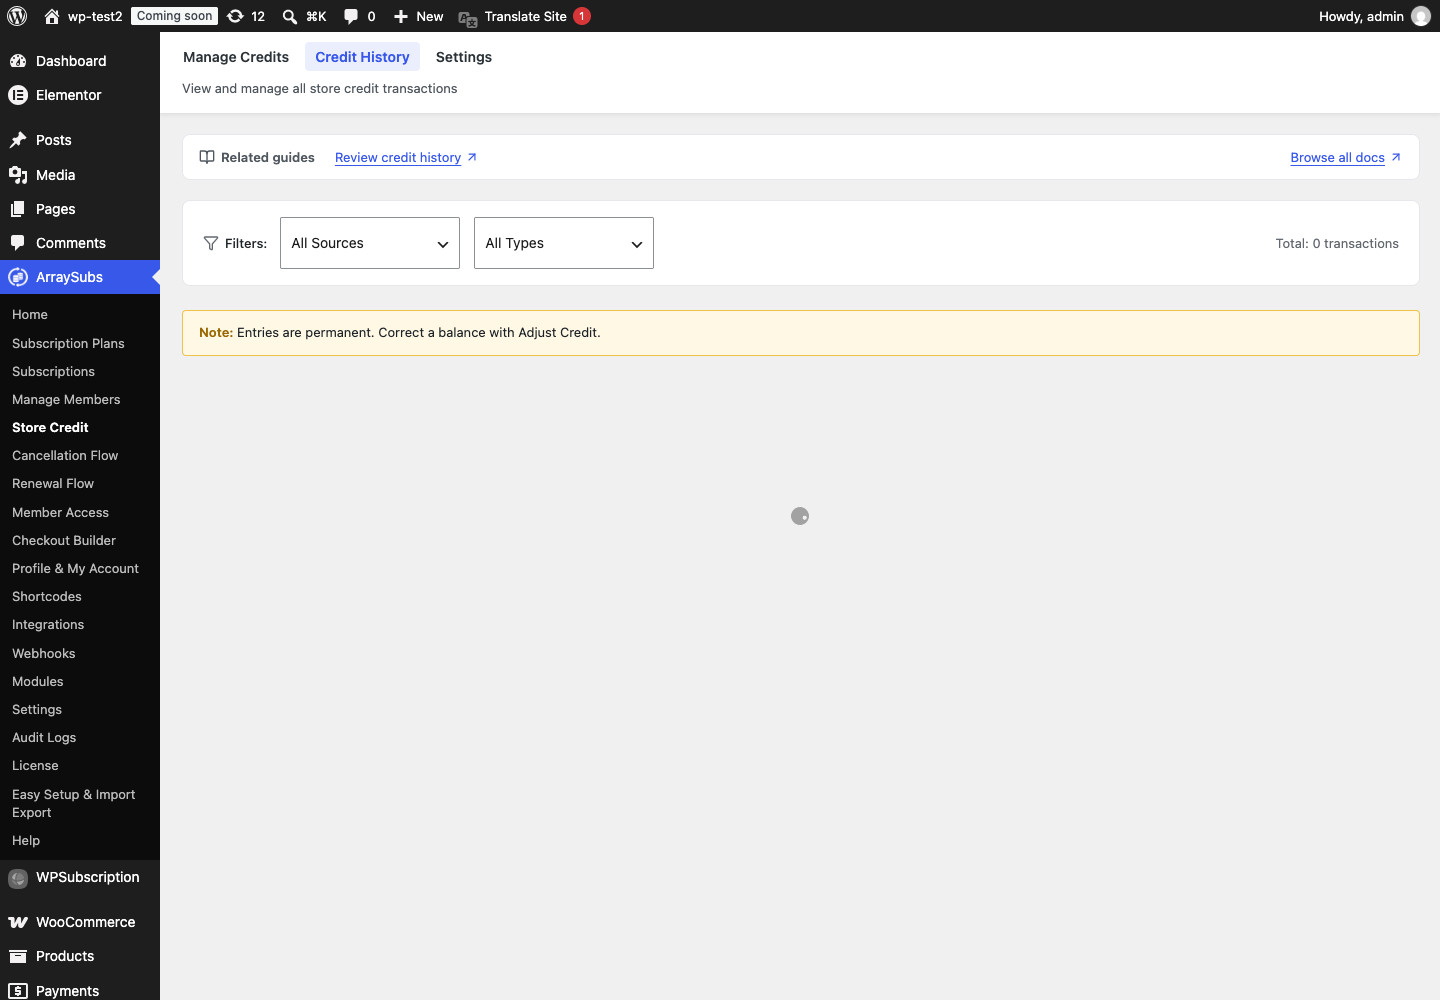 wp-test2
Coming soon
12
⌘K
0
New
Translate Site
1
Howdy, admin
Dashboard
Elementor
Posts
Media
Pages
Comments
ArraySubs
Home
Subscription Plans
Subscriptions
Manage Members
Store Credit
Cancellation Flow
Renewal Flow
Member Access
Checkout Builder
Profile & My Account
Shortcodes
Integrations
Webhooks
Modules
Settings
Audit Logs
License
Easy Setup & Import
Export
Help
WPSubscription
WooCommerce
Products
Payments
Manage Credits
Credit History
Settings
View and manage all store credit transactions
Related guides
Review credit history
Browse all docs
Filters:
All Sources
All Types
Total: 0 transactions
Note: Entries are permanent. Correct a balance with Adjust Credit.